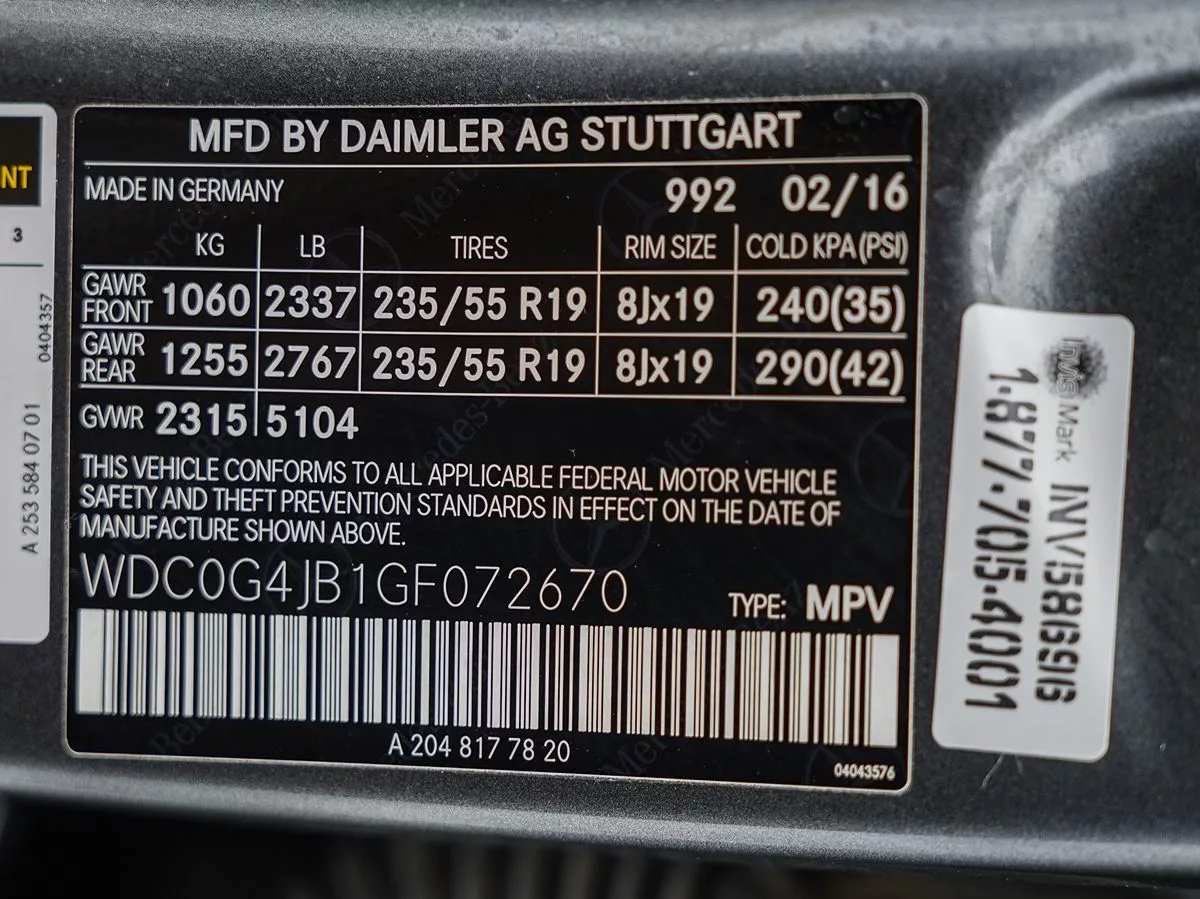 MFD BY DAIMLER AG STUTTGART
MADE IN GERMANY 992 02/16
KG LB TIRES RIM SIZE COLD KPA (PSI)
GAWR FRONT 1060 2337 235/55 R19 8Jx19 240(35)
GAWR REAR 1255 2767 235/55 R19 8Jx19 290(42)
GVWR 2315 5104
THIS VEHICLE CONFORMS TO ALL APPLICABLE FEDERAL MOTOR VEHICLE
SAFETY AND THEFT PREVENTION STANDARDS IN EFFECT ON THE DATE OF
MANUFACTURE SHOWN ABOVE.
WDC0G4JB1GF072670 TYPE: MPV
A 204 817 78 20
04043576
NT
3
0404357
A 253 584 07 01
InvisiMark INV586996
1.877.705.4001